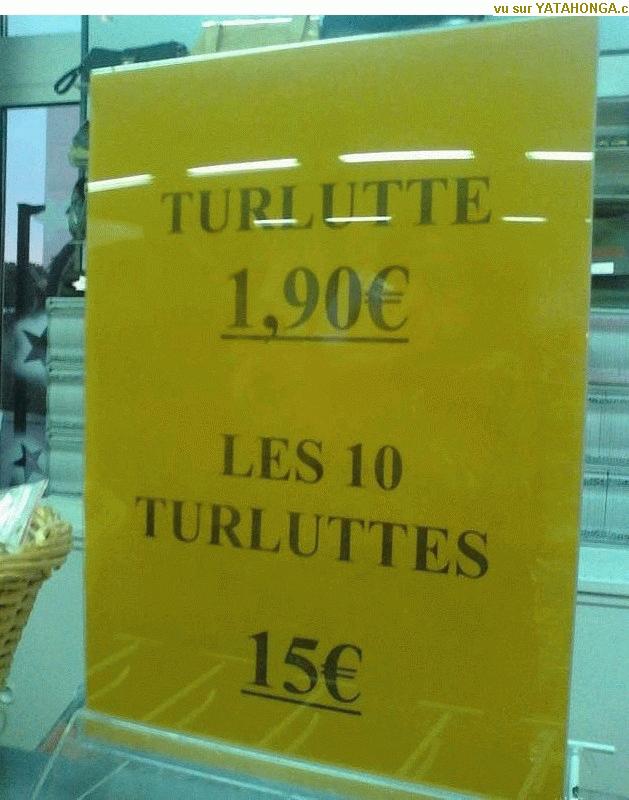 vu sur YATAHONGA.c
TURLUTTE
1,90€
LES 10
TURLUTTES
15€